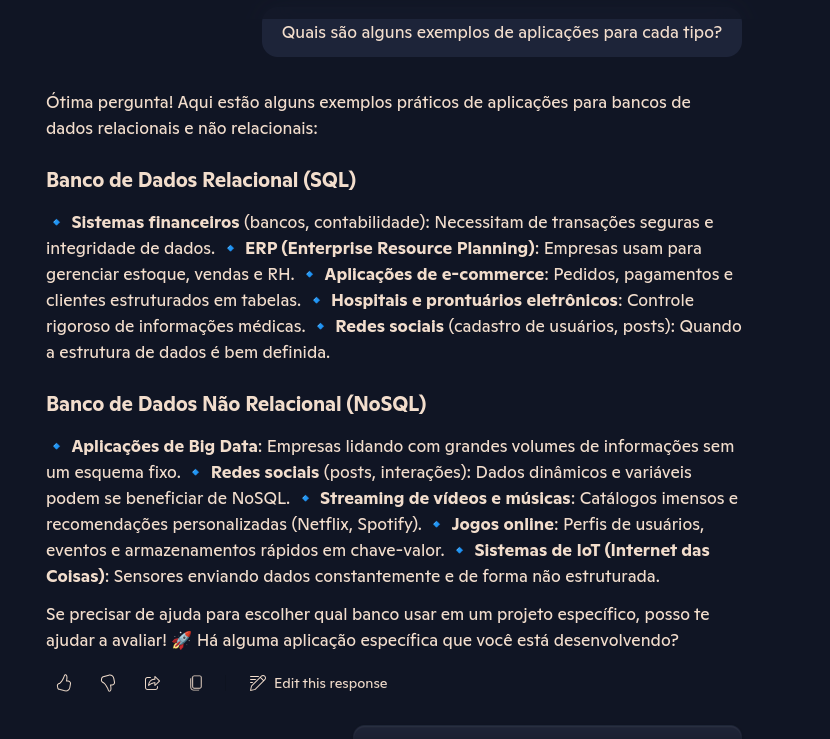 Quais são alguns exemplos de aplicações para cada tipo?
Ótima pergunta! Aqui estão alguns exemplos práticos de aplicações para bancos de
dados relacionais e não relacionais:
Banco de Dados Relacional (SQL)
🔹 Sistemas financeiros (bancos, contabilidade): Necessitam de transações seguras e
integridade de dados. 🔹 ERP (Enterprise Resource Planning): Empresas usam para
gerenciar estoque, vendas e RH. 🔹 Aplicações de e-commerce: Pedidos, pagamentos e
clientes estruturados em tabelas. 🔹 Hospitais e prontuários eletrônicos: Controle
rigoroso de informações médicas. 🔹 Redes sociais (cadastro de usuários, posts): Quando
a estrutura de dados é bem definida.
Banco de Dados Não Relacional (NoSQL)
🔹 Aplicações de Big Data: Empresas lidando com grandes volumes de informações sem
um esquema fixo. 🔹 Redes sociais (posts, interações): Dados dinâmicos e variáveis
podem se beneficiar de NoSQL. 🔹 Streaming de vídeos e músicas: Catálogos imensos e
recomendações personalizadas (Netflix, Spotify). 🔹 Jogos online: Perfis de usuários,
eventos e armazenamentos rápidos em chave-valor. 🔹 Sistemas de IoT (Internet das
Coisas): Sensores enviando dados constantemente e de forma não estruturada.
Se precisar de ajuda para escolher qual banco usar em um projeto específico, posso te
ajudar a avaliar! 🚀 Há alguma aplicação específica que você está desenvolvendo?
Edit this response